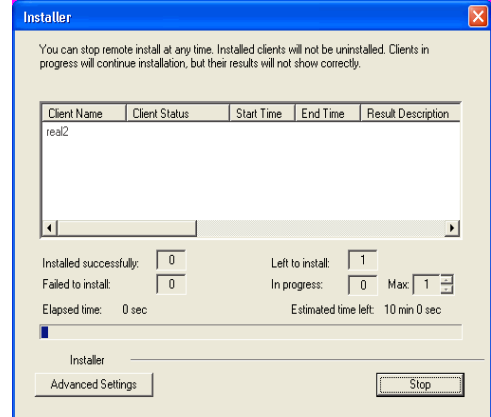 Installer
You can stop remote install at any time. Installed clients will not be uninstalled. Clients in
progress will continue installation, but their results will not show correctly.
Client Name Client Status Start Time End Time Result Description
real2
Installed successfully: 0 Left to install: 1
Failed to install: 0 In progress: 0 Max: 1
Elapsed time: 0 sec Estimated time left: 10 min 0 sec
Installer
Advanced Settings Stop